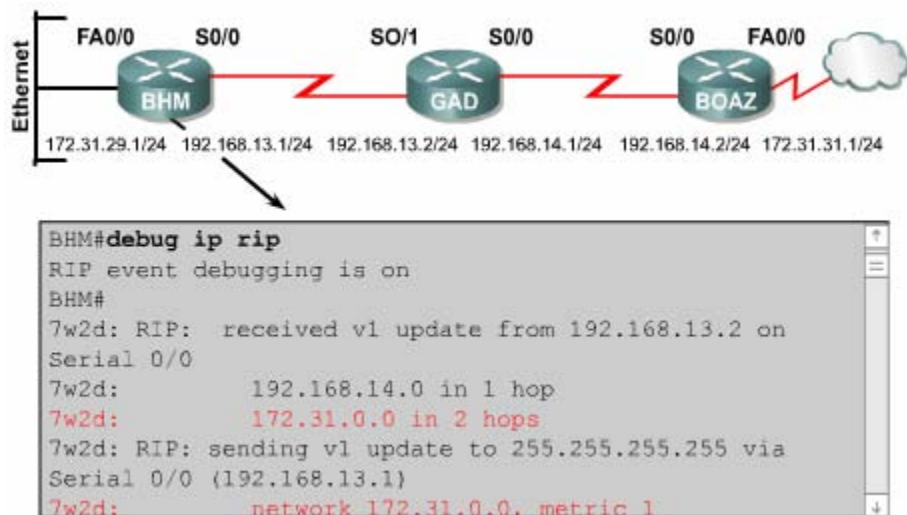 Ethernet
FA0/0 S0/0 SO/1 S0/0 S0/0 FA0/0
BHM GAD BOAZ
172.31.29.1/24 192.168.13.1/24 192.168.13.2/24 192.168.14.1/24 192.168.14.2/24 172.31.31.1/24
BHM#debug ip rip
RIP event debugging is on
BHM#
7w2d: RIP: received v1 update from 192.168.13.2 on
Serial 0/0
7w2d: 192.168.14.0 in 1 hop
7w2d: 172.31.0.0 in 2 hops
7w2d: RIP: sending v1 update to 255.255.255.255 via
Serial 0/0 (192.168.13.1)
7w2d: network 172.31.0.0, metric 1